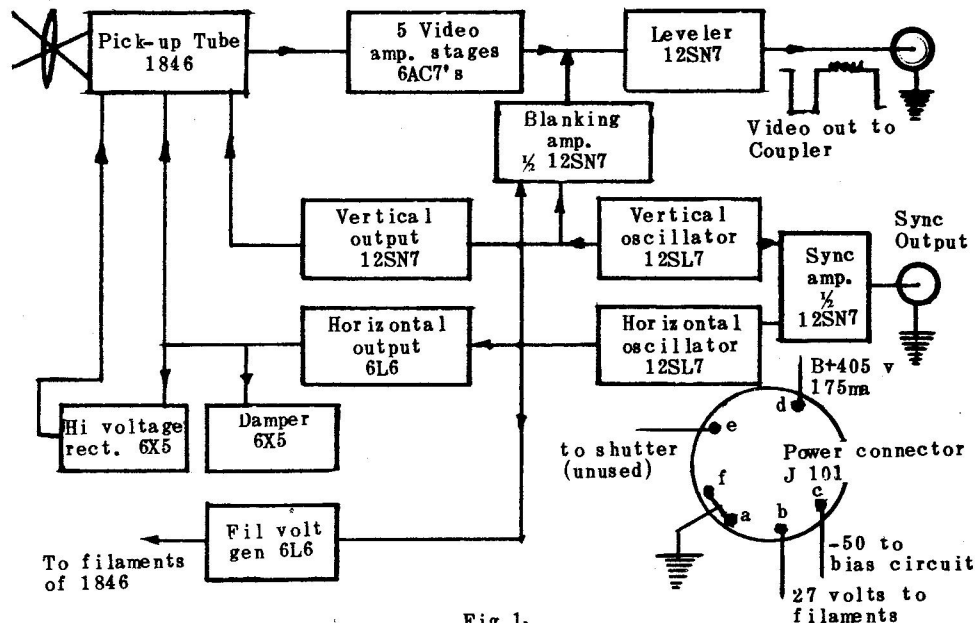 Pick-up Tube
1846
5 Video
amp. stages
6AC7's
Leveler
12SN7
Video out to
Coupler
Blanking
amp.
½ 12SN7
Vertical
output
12SN7
Vertical
oscillator
12SL7
Sync
Output
Sync
amp.
½
12SN7
Horizontal
output
6L6
Horizontal
oscillator
12SL7
B+405 v
175ma
Hi voltage
rect. 6X5
Damper
6X5
d
e
to shutter
(unused)
Power connector
J 101
f
a
b
c
Fil volt
gen 6L6
To filaments
of 1846
-50 to
bias circuit
27 volts to
filaments
Fig 1.